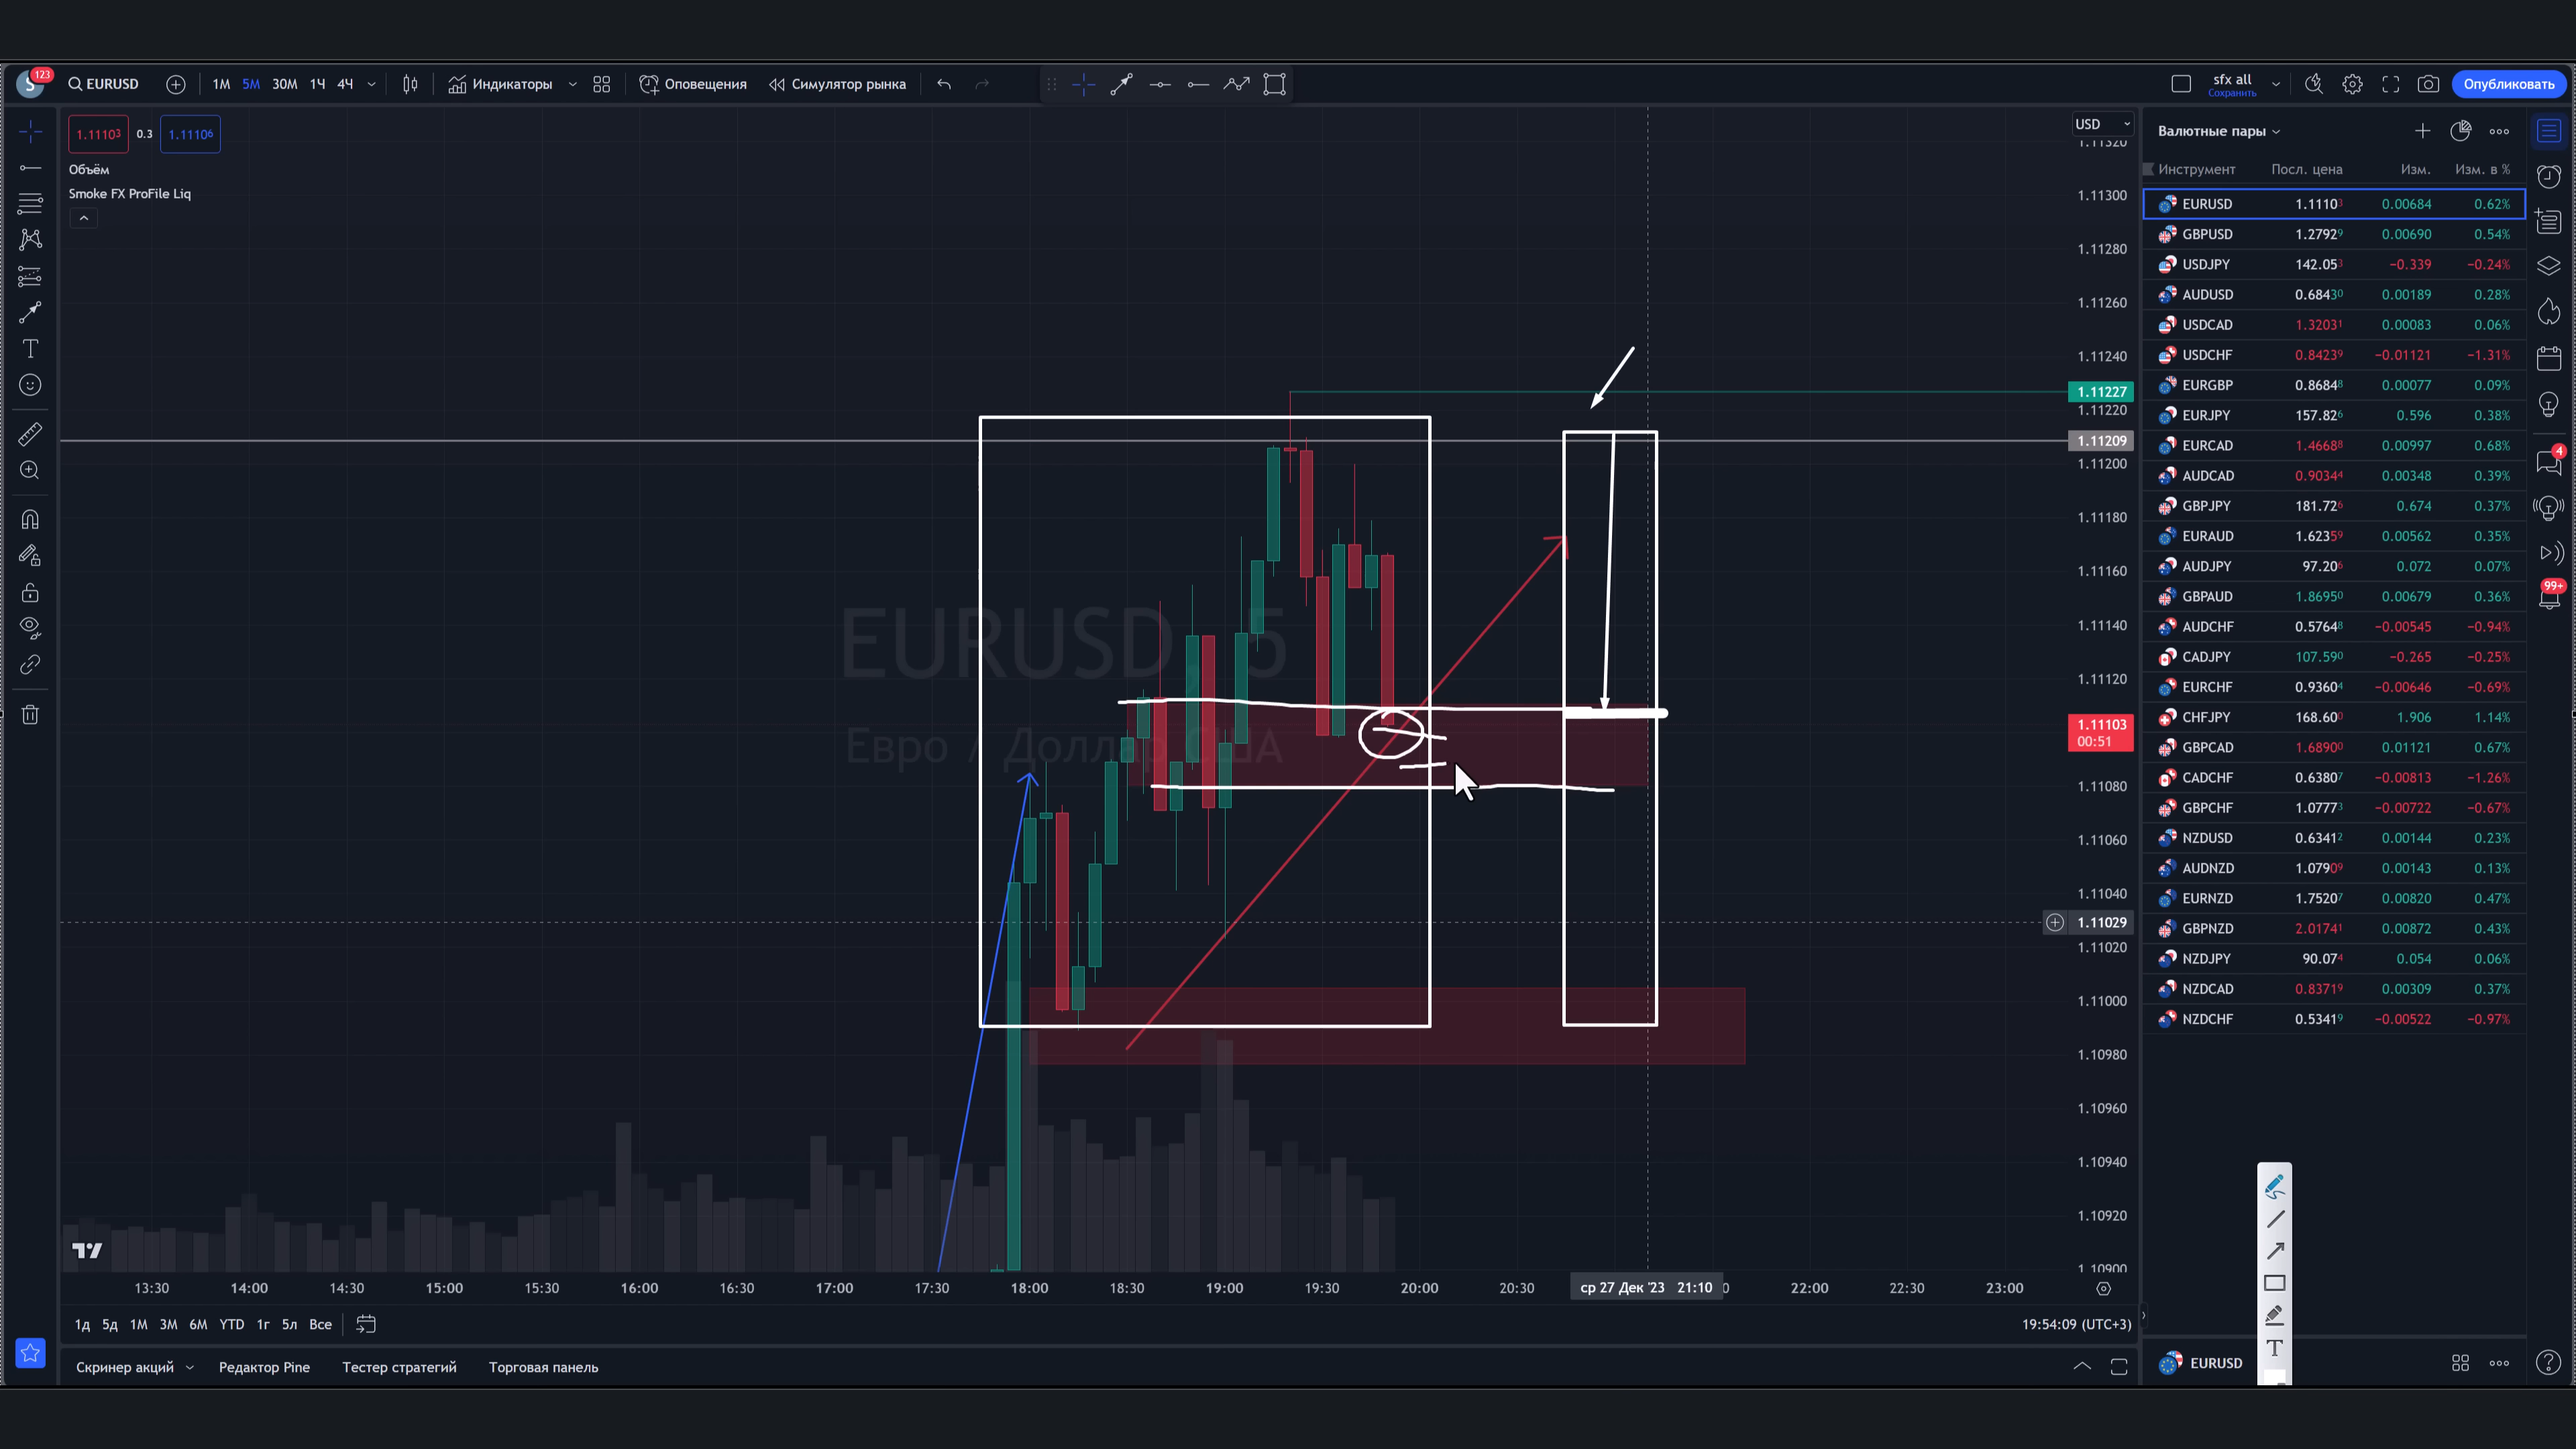 S 123 EURUSD 1М 5М 30М 1Ч 4Ч Индикаторы Оповещения Симулятор рынка sfx all Опубликовать
Сохранить
1.11103 0.3 1.11106
Объём
Smoke FX ProFile Liq
EURUSD, 5
Евро / Доллар США
USD
1.11320
1.11300
1.11280
1.11260
1.11240
1.11227
1.11220
1.11209
1.11200
1.11180
1.11160
1.11140
1.11120
1.11103
00:51
1.11080
1.11060
1.11040
1.11029
1.11020
1.11000
1.10980
1.10960
1.10940
1.10920
1.10900
13:30 14:00 14:30 15:00 15:30 16:00 16:30 17:00 17:30 18:00 18:30 19:00 19:30 20:00 20:30 ср 27 Дек '23 21:10 22:00 22:30 23:00
1д 5д 1М 3М 6М YTD 1г 5л Все 19:54:09 (UTC+3)
Скринер акций Редактор Pine Тестер стратегий Торговая панель
Валютные пары
Инструмент Посл. цена Изм. Изм. в %
EURUSD 1.11103 0.00684 0.62%
GBPUSD 1.27929 0.00690 0.54%
USDJPY 142.053 −0.339 −0.24%
AUDUSD 0.68430 0.00189 0.28%
USDCAD 1.32031 0.00083 0.06%
USDCHF 0.84239 −0.01121 −1.31%
EURGBP 0.86848 0.00077 0.09%
EURJPY 157.826 0.596 0.38%
EURCAD 1.46688 0.00997 0.68%
AUDCAD 0.90344 0.00348 0.39%
GBPJPY 181.726 0.674 0.37%
EURAUD 1.62359 0.00562 0.35%
AUDJPY 97.206 0.072 0.07%
GBPAUD 1.86950 0.00679 0.36%
AUDCHF 0.57648 −0.00545 −0.94%
CADJPY 107.590 −0.265 −0.25%
EURCHF 0.93604 −0.00646 −0.69%
CHFJPY 168.600 1.906 1.14%
GBPCAD 1.68900 0.01121 0.67%
CADCHF 0.63807 −0.00813 −1.26%
GBPCHF 1.07773 −0.00722 −0.67%
NZDUSD 0.63412 0.00144 0.23%
AUDNZD 1.07909 0.00143 0.13%
EURNZD 1.75207 0.00820 0.47%
GBPNZD 2.01741 0.00872 0.43%
NZDJPY 90.074 0.054 0.06%
NZDCAD 0.83719 0.00309 0.37%
NZDCHF 0.53419 −0.00522 −0.97%
EURUSD
4
99+